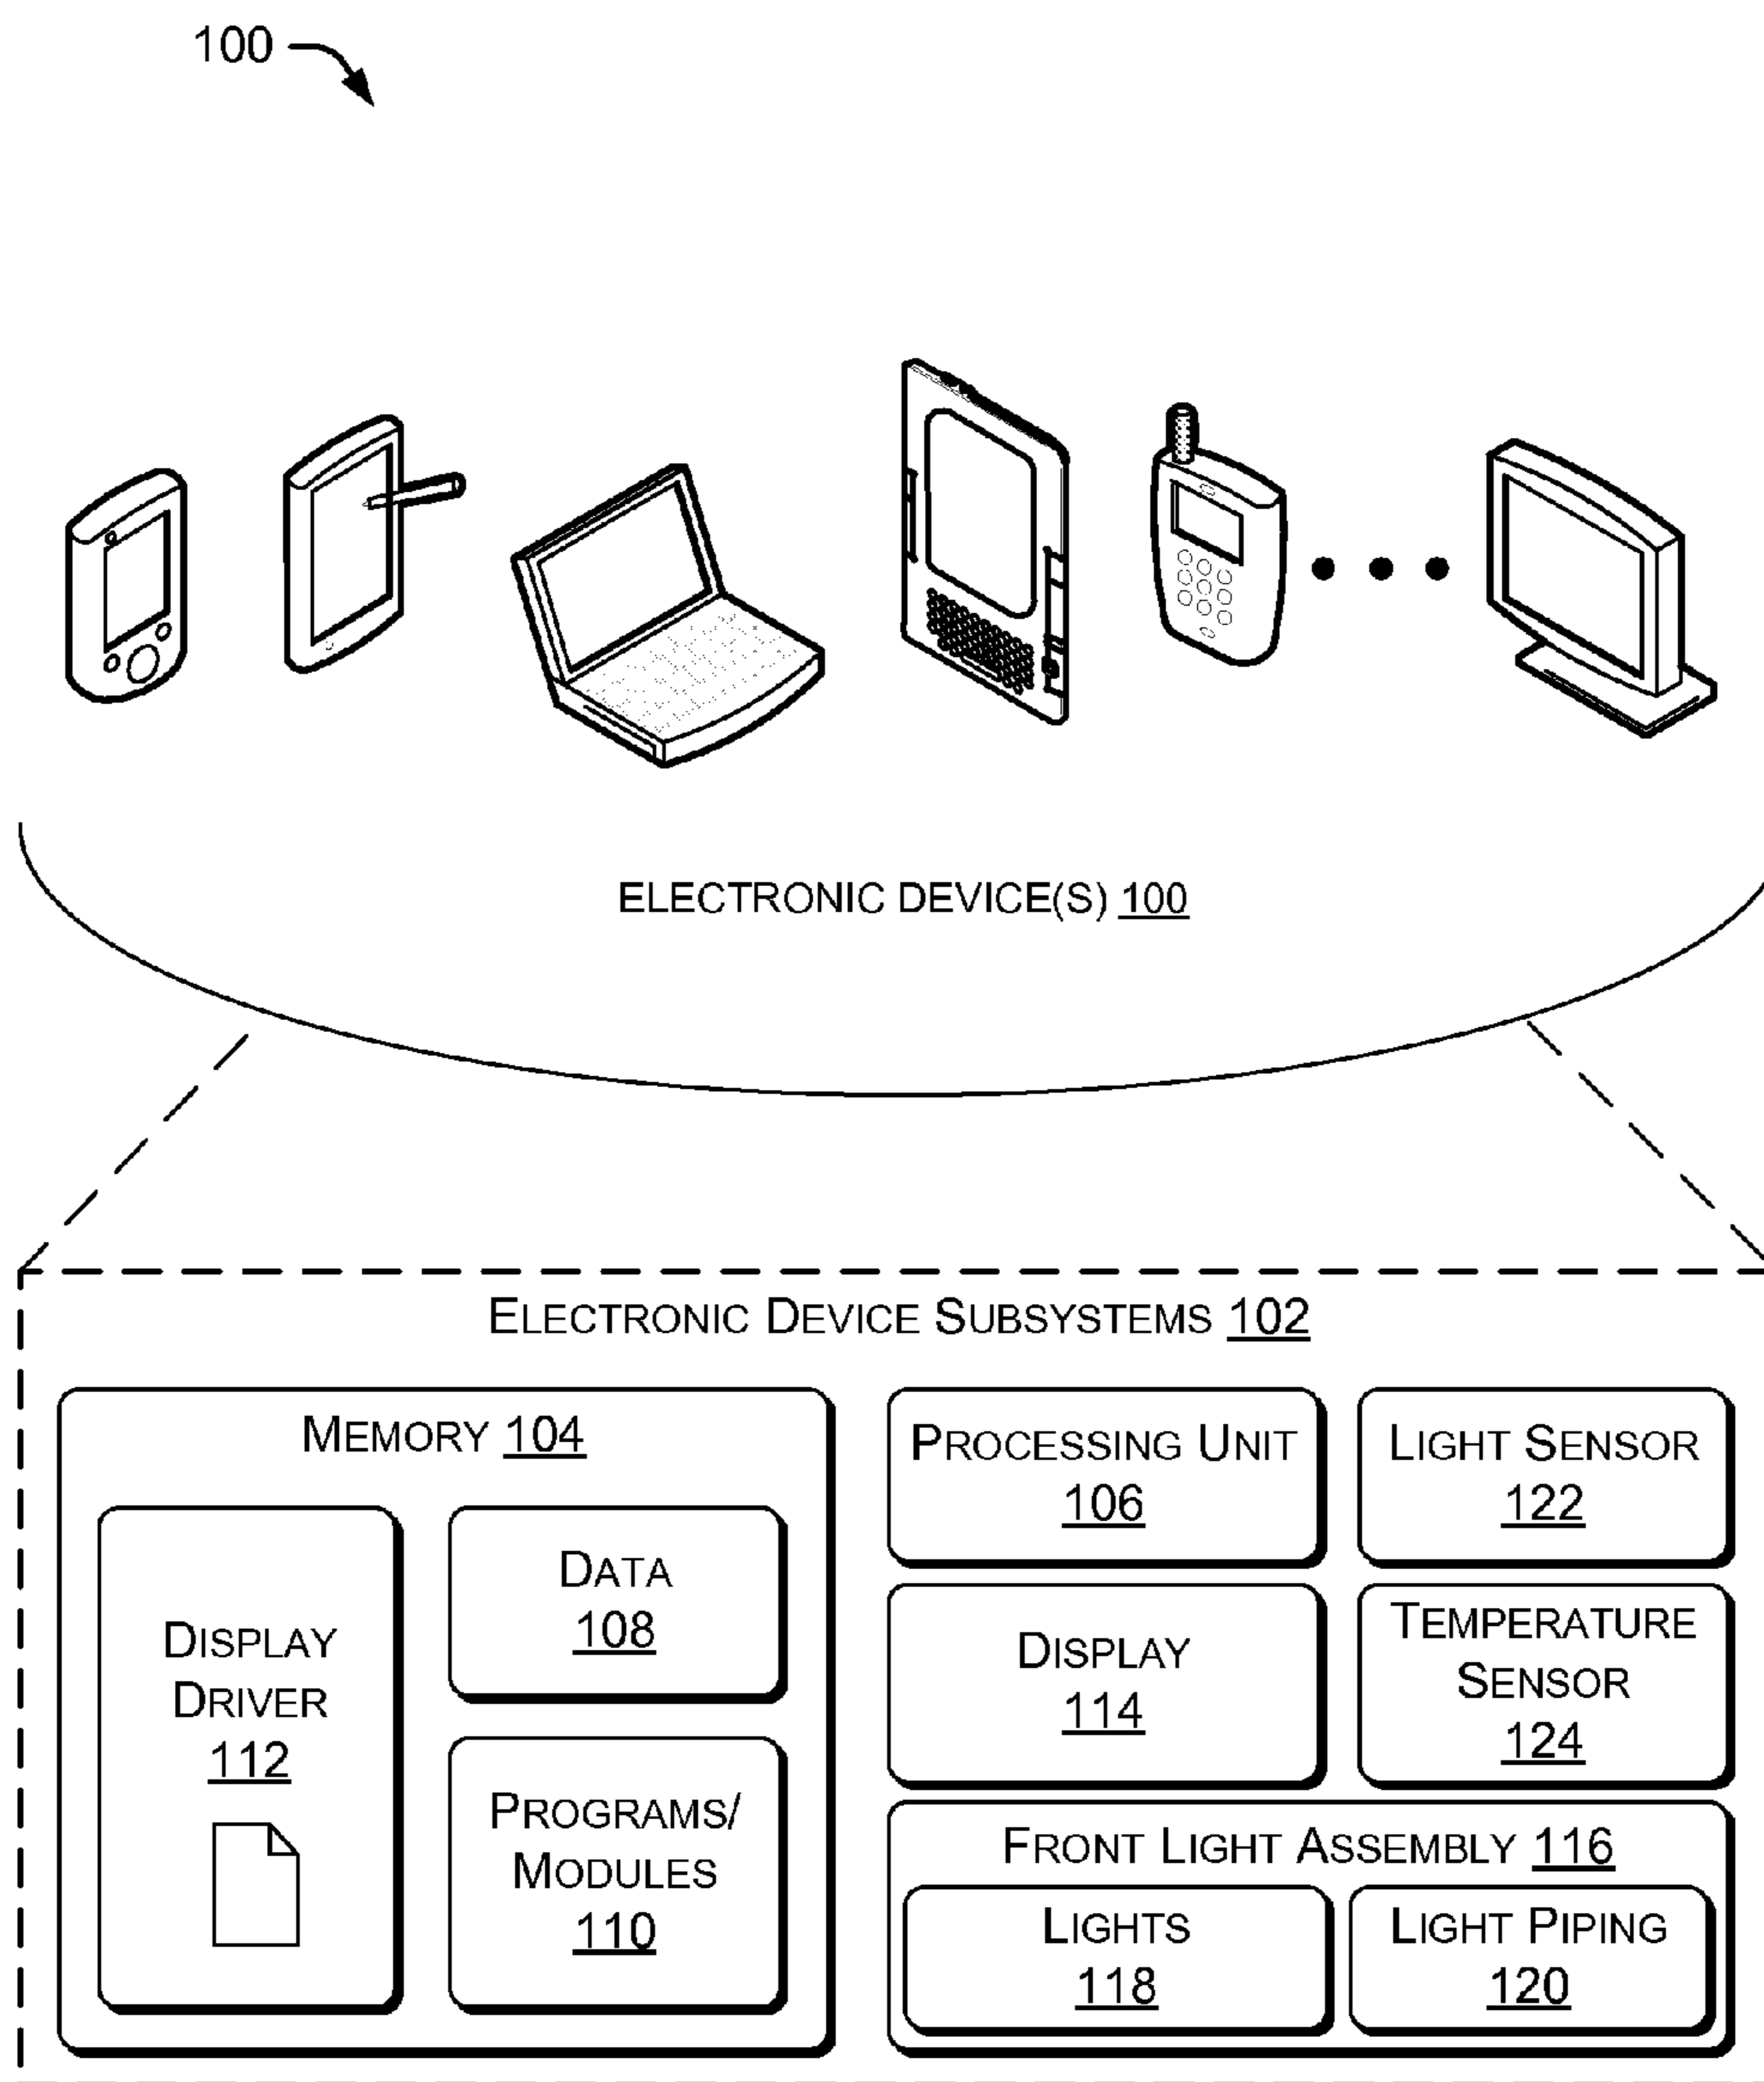 100
ELECTRONIC DEVICE(S) 100
ELECTRONIC DEVICE SUBSYSTEMS 102
MEMORY 104
DISPLAY
DRIVER
112
DATA
108
PROGRAMS/
MODULES
110
PROCESSING UNIT
106
LIGHT SENSOR
122
DISPLAY
114
TEMPERATURE
SENSOR
124
FRONT LIGHT ASSEMBLY 116
LIGHTS
118
LIGHT PIPING
120